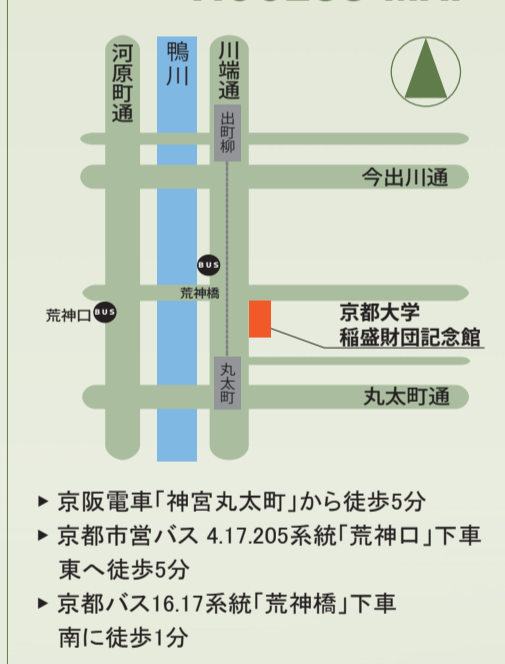 河原町通
鴨川
川端通
出町柳
今出川通
BUS
荒神橋
荒神口
BUS
京都大学
稲盛財団記念館
丸太町
丸太町通
▶ 京阪電車「神宮丸太町」から徒歩5分
▶ 京都市営バス 4.17.205系統「荒神口」下車
東へ徒歩5分
▶ 京都バス16.17系統「荒神橋」下車
南に徒歩1分